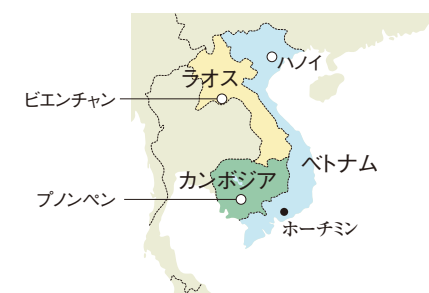 ハノイ
ラオス
ビエンチャン
ベトナム
カンボジア
プノンペン
ホーチミン